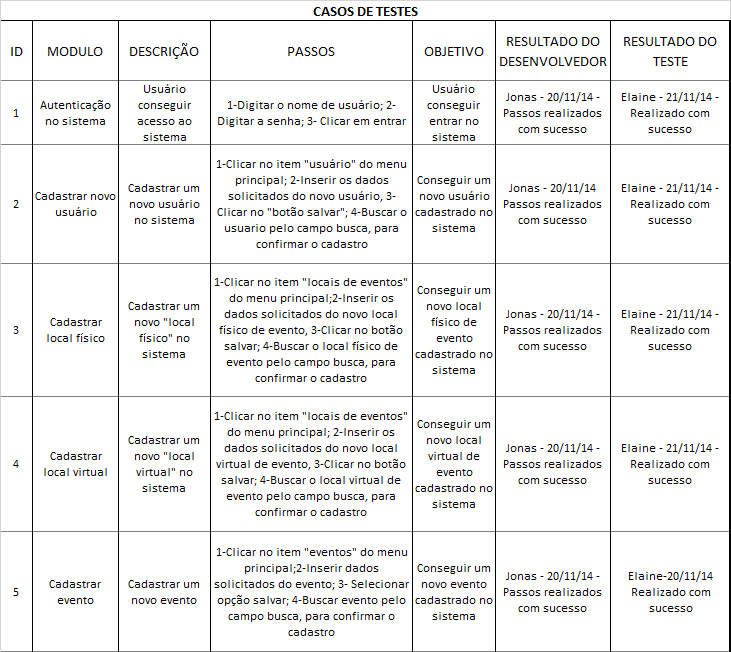 CASOS DE TESTES
ID
MODULO
DESCRIÇÃO
PASSOS
OBJETIVO
RESULTADO DO
DESENVOLVEDOR
RESULTADO DO
TESTE
1
Autenticação
no sistema
Usuário
conseguir
acesso ao
sistema
1-Digitar o nome de usuário; 2-
Digitar a senha; 3- Clicar em entrar
Usuário
conseguir
entrar no
sistema
Jonas - 20/11/14 -
Passos realizados
com sucesso
Elaine - 21/11/14 -
Realizado com
sucesso
2
Cadastrar novo
usuário
Cadastrar um
novo usuário
no sistema
1-Clicar no item "usuário" do menu
principal; 2-Inserir os dados
solicitados do novo usuário, 3-
Clicar no "botão salvar"; 4-Buscar o
usuario pelo campo busca, para
confirmar o cadastro
Conseguir um
novo usuário
cadastrado no
sistema
Jonas - 20/11/14
Passos realizados
com sucesso
Elaine - 21/11/14 -
Realizado com
sucesso
3
Cadastrar
local físico
Cadastrar um
novo "local
físico" no
sistema
1-Clicar no item "locais de eventos"
do menu principal;2-Inserir os
dados solicitados do novo local
físico de evento, 3-Clicar no botão
salvar; 4-Buscar o local físico de
evento pelo campo busca, para
confirmar o cadastro
Conseguir um
novo local
físico de
evento
cadastrado no
sistema
Jonas - 20/11/14 -
Passos realizados
com sucesso
Elaine - 21/11/14 -
Realizado com
sucesso
4
Cadastrar
local virtual
Cadastrar um
novo "local
virtual" no
sistema
1-Clicar no item "locais de eventos"
do menu principal; 2-Inserir os
dados solicitados do novo local
virtual de evento, 3-Clicar no botão
salvar; 4-Buscar o local virtual de
evento pelo campo busca, para
confirmar o cadastro
Conseguir um
novo local
virtual de
evento
cadastrado no
sistema
Jonas - 20/11/14 -
Passos realizados
com sucesso
Elaine - 21/11/14 -
Realizado com
sucesso
5
Cadastrar
evento
Cadastrar um
novo evento
1-Clicar no item "eventos" do menu
principal;2-Inserir dados
solicitados do evento; 3- Selecionar
opção salvar; 4-Buscar evento pelo
campo busca, para confirmar o
cadastro
Conseguir um
novo evento
cadastrado no
sistema
Jonas - 20/11/14 -
Passos realizados
com sucesso
Elaine-20/11/14
Realizado com
sucesso